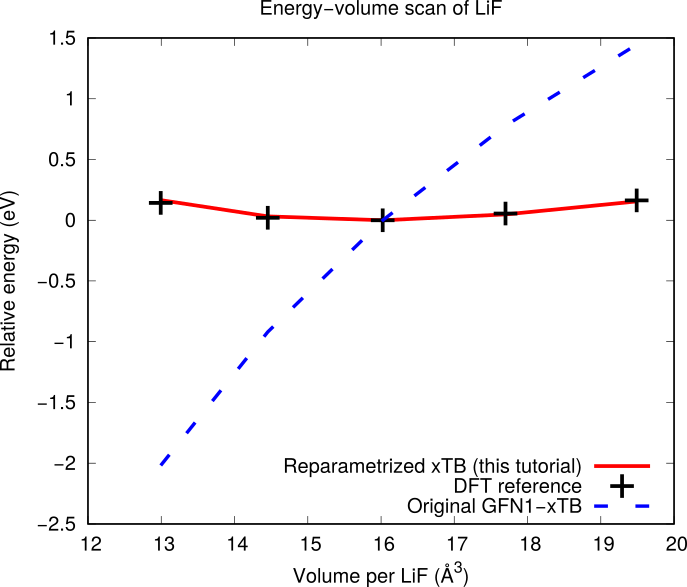 Energy−volume scan of LiF
Relative energy (eV)
1.5
1
0.5
0
−0.5
−1
−1.5
−2
−2.5
Reparametrized xTB (this tutorial)
DFT reference
Original GFN1−xTB
12 13 14 15 16 17 18 19 20
Volume per LiF (Å³)